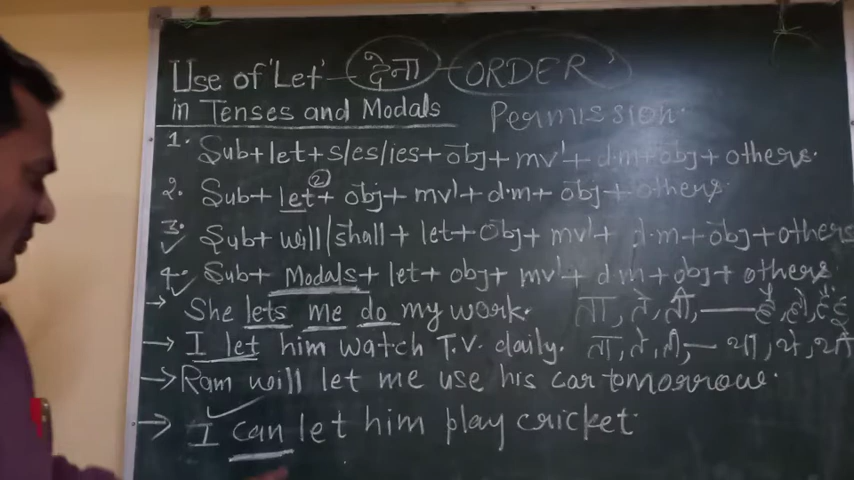 Use of 'Let' — देना — ORDER
in Tenses and Modals Permission.
1. Sub+let+s/es/ies+obj+mv'+d.m+obj+others.
2. Sub+let②+obj+mv'+d.m+obj+others.
3. Sub+will/shall+let+obj+mv'+d.m+obj+others
4. Sub+Modals+let+obj+mv'+d.m+obj+others.
→ She lets me do my work. ता, ते, ती, —
→ I let him watch T.V. daily. ता, ते, ती, —
→ Ram will let me use his car tomorrow.
→ I can let him play cricket.